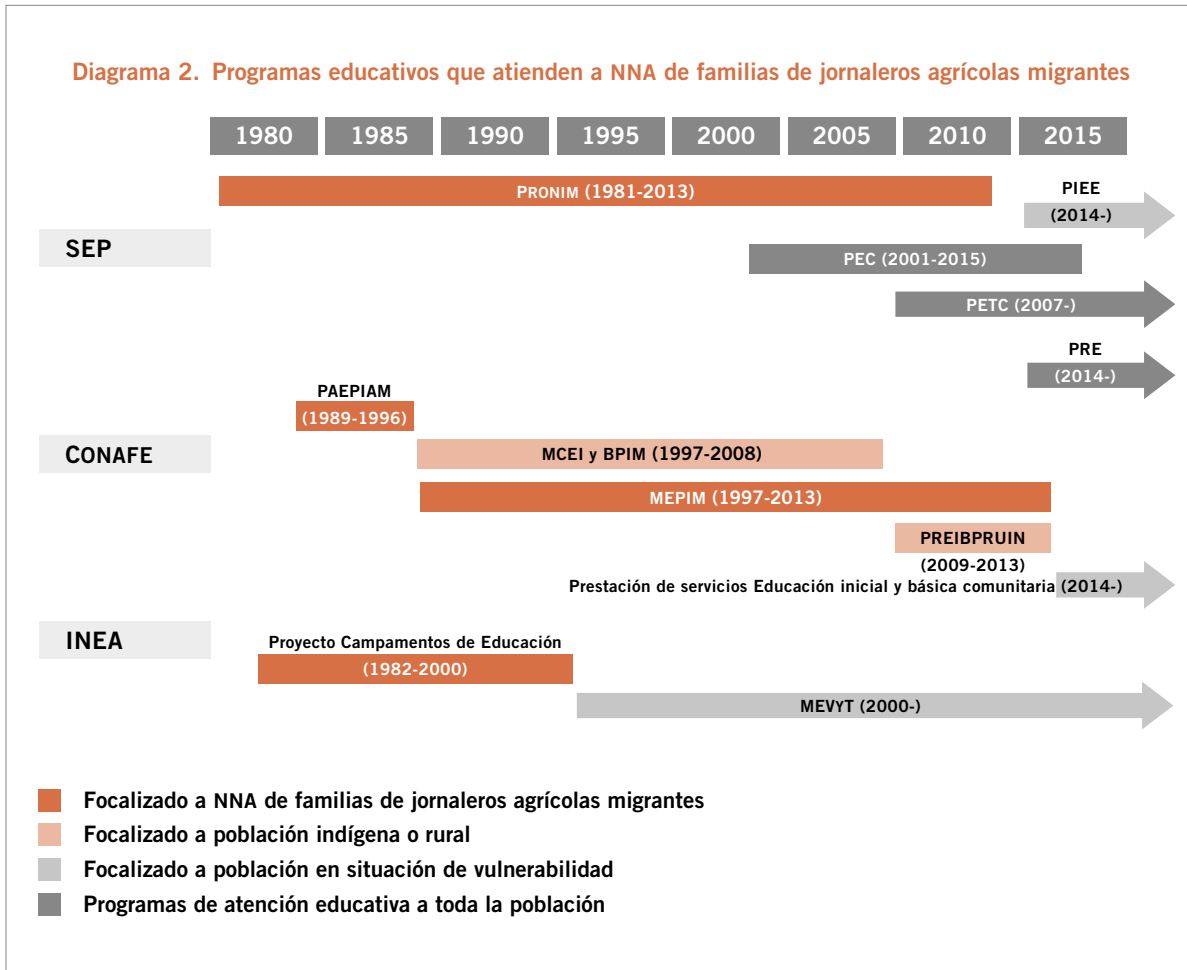 Diagrama 2. Programas educativos que atienden a NNA de familias de jornaleros agrícolas migrantes
1980 1985 1990 1995 2000 2005 2010 2015
PRONIM (1981-2013)
PIEE
(2014-)
SEP
PEC (2001-2015)
PETC (2007-)
PRE
(2014-)
PAEPIAM
(1989-1996)
CONAFE
MCEI y BPIM (1997-2008)
MEPIM (1997-2013)
PREIBPRUIN
(2009-2013)
Prestación de servicios Educación inicial y básica comunitaria (2014-)
INEA
Proyecto Campamentos de Educación
(1982-2000)
MEVYT (2000-)
Focalizado a NNA de familias de jornaleros agrícolas migrantes
Focalizado a población indígena o rural
Focalizado a población en situación de vulnerabilidad
Programas de atención educativa a toda la población